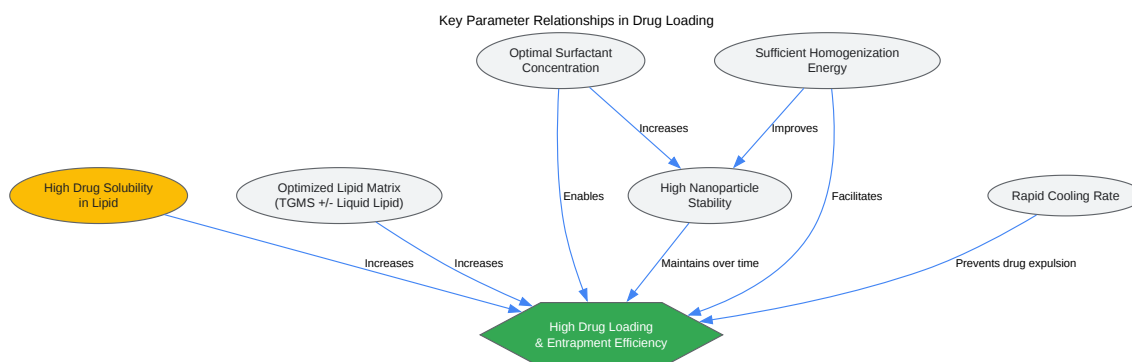 Key Parameter Relationships in Drug Loading
Optimal Surfactant
Concentration
Sufficient Homogenization
Energy
Increases
Improves
High Drug Solubility
in Lipid
Optimized Lipid Matrix
(TGMS +/- Liquid Lipid)
Enables
High Nanoparticle
Stability
Facilitates
Rapid Cooling Rate
Increases
Increases
Maintains over time
Prevents drug expulsion
High Drug Loading
& Entrapment Efficiency